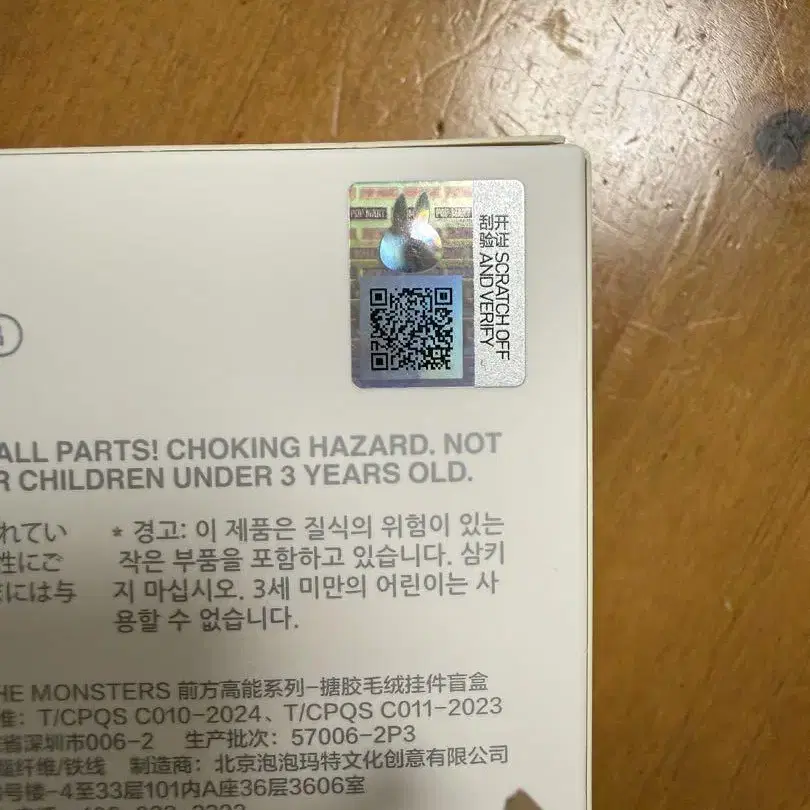 POP MART
POP MART
刮开
验证 SCRATCH OFF
AND VERIFY
ALL PARTS! CHOKING HAZARD. NOT
CHILDREN UNDER 3 YEARS OLD.
れてい
性にご
には与
* 경고: 이 제품은 질식의 위험이 있는
작은 부품을 포함하고 있습니다. 삼키
지 마십시오. 3세 미만의 어린이는 사
용할 수 없습니다.
HE MONSTERS 前方高能系列-搪胶毛绒挂件盲盒
准: T/CPQS C010-2024、T/CPQS C011-2023
省深圳市006-2 生产批次: 57006-2P3
纤维/铁线 制造商: 北京泡泡玛特文化创意有限公司
号楼-4至33层101内A座36层3606室